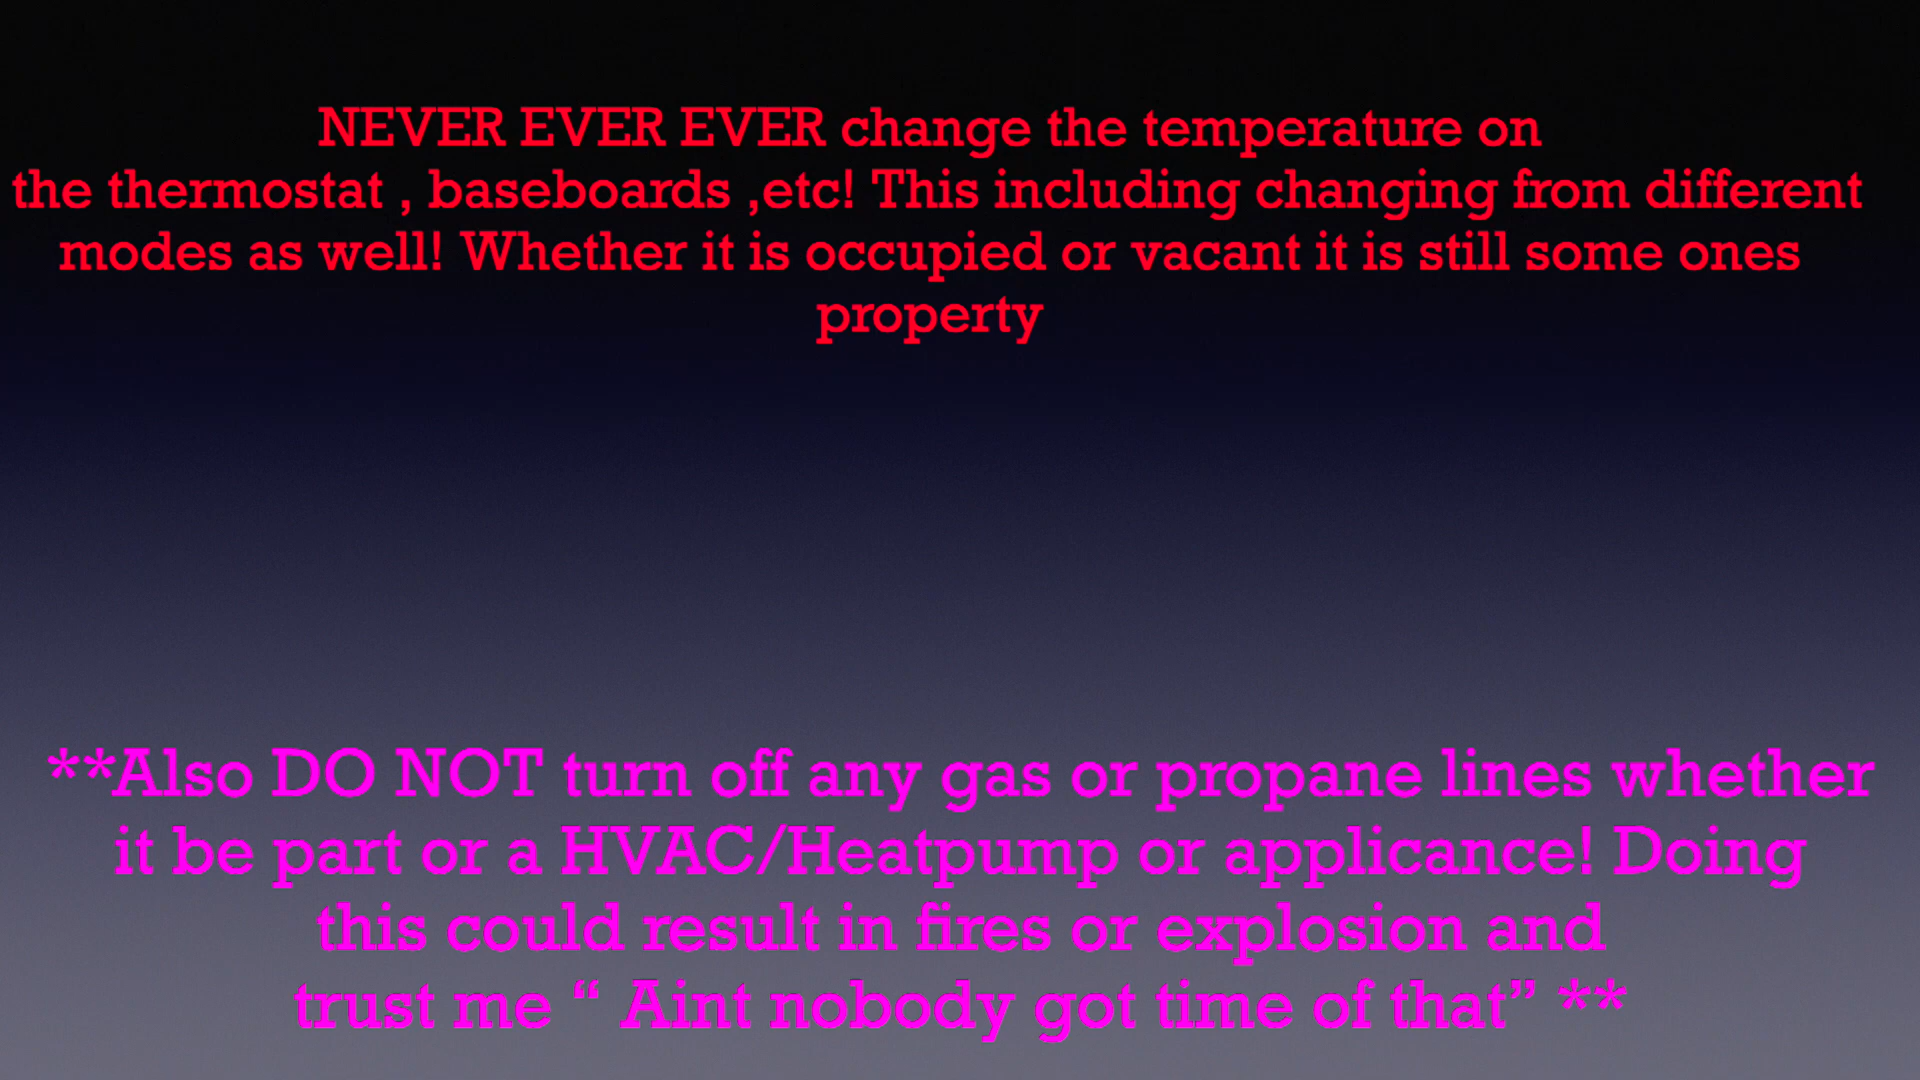 NEVER EVER EVER change the temperature on
the thermostat , baseboards ,etc! This including changing from different
modes as well! Whether it is occupied or vacant it is still some ones
property
**Also DO NOT turn off any gas or propane lines whether
it be part or a HVAC/Heatpump or applicance! Doing
this could result in fires or explosion and
trust me “ Aint nobody got time of that” **